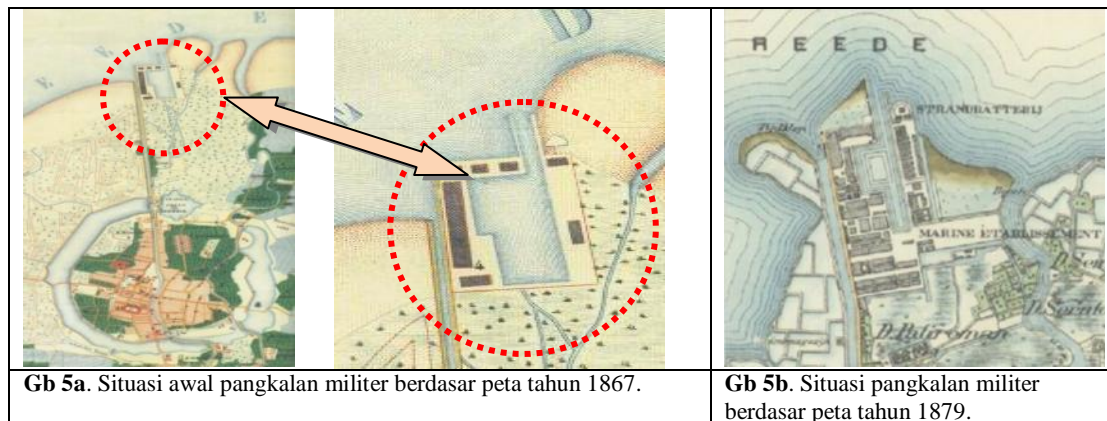 REEDE
STRANDBATTERIJ
MARINE ETABLISSEMENT
Gb 5a. Situasi awal pangkalan militer berdasar peta tahun 1867.
Gb 5b. Situasi pangkalan militer
berdasar peta tahun 1879.